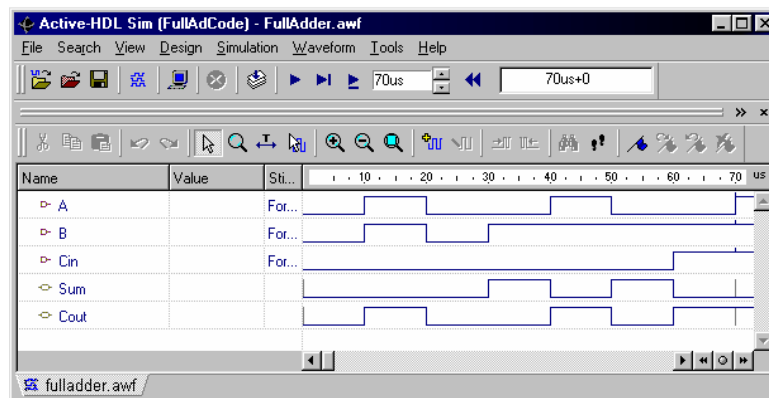 Active-HDL Sim (FullAdCode) - FullAdder.awf
File Search View Design Simulation Waveform Tools Help
70us 70us+0
Name Value Sti... 10 20 30 40 50 60 70 us
A For...
B For...
Cin For...
Sum
Cout
fulladder.awf